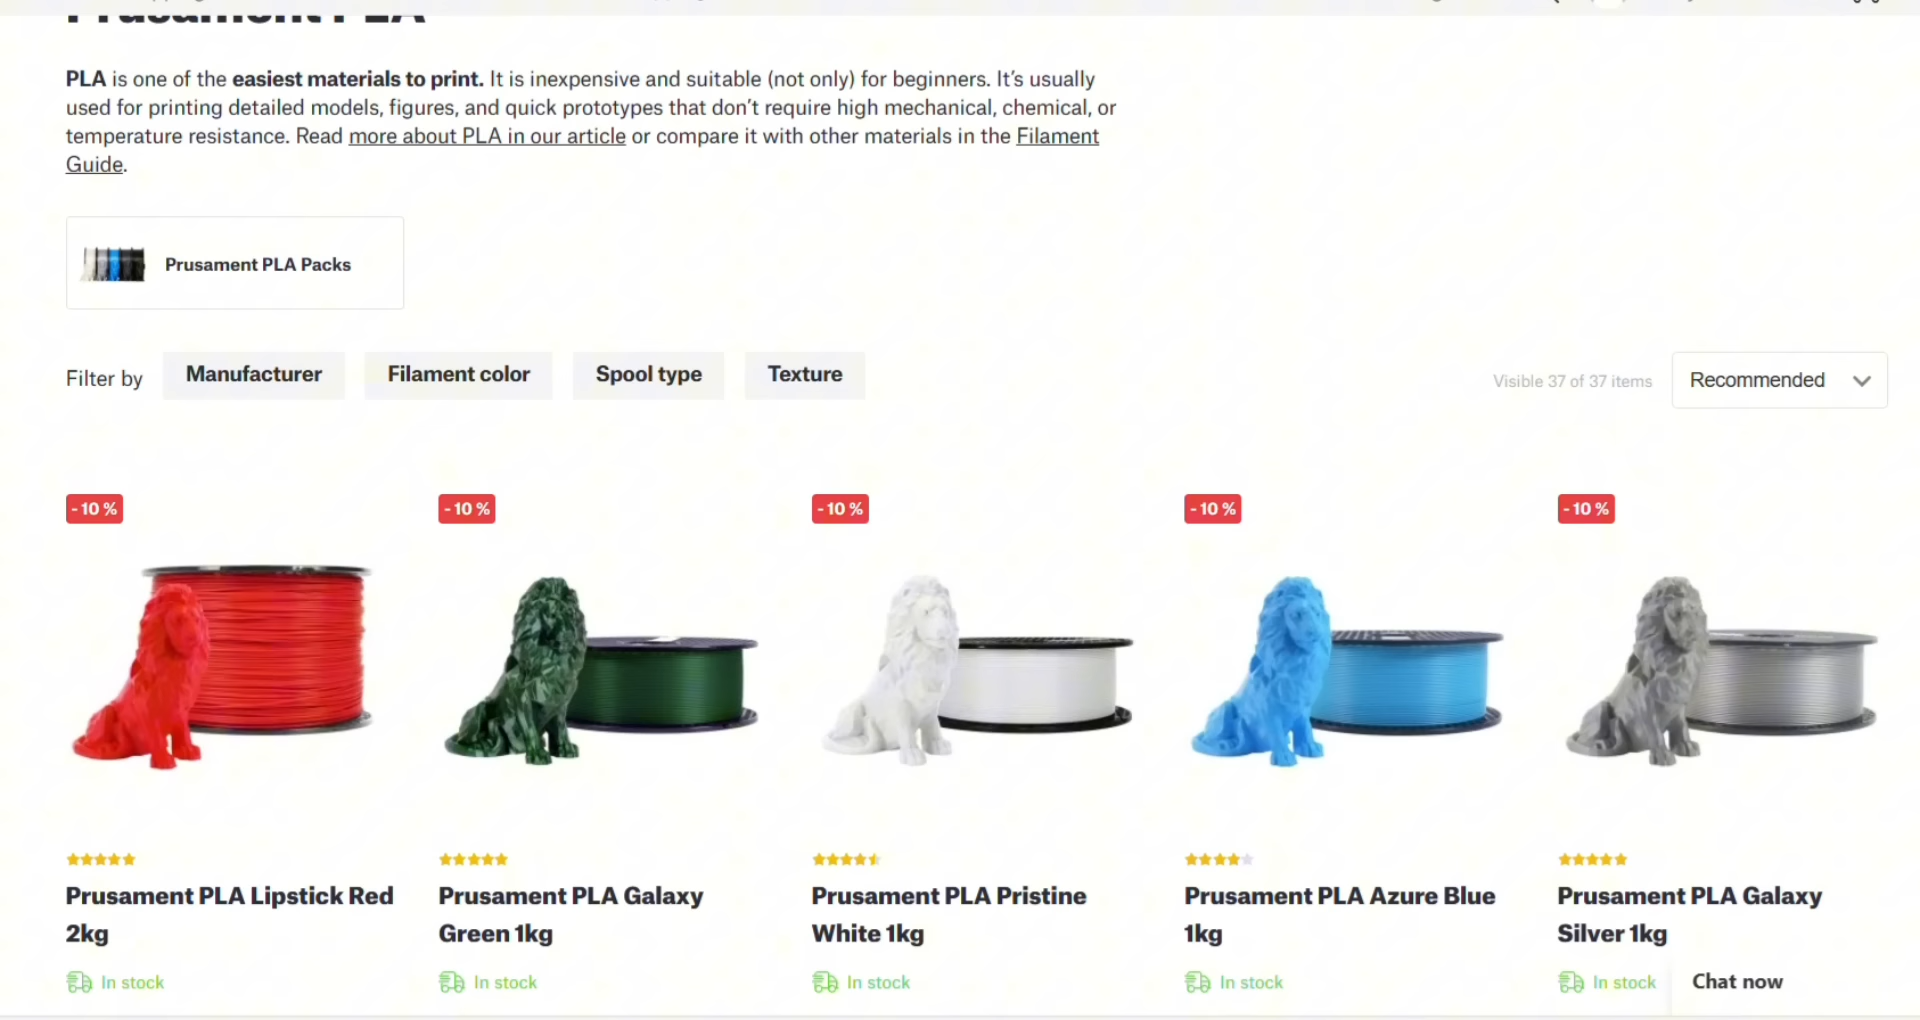 Prusament PLA
PLA is one of the easiest materials to print. It is inexpensive and suitable (not only) for beginners. It’s usually
used for printing detailed models, figures, and quick prototypes that don’t require high mechanical, chemical, or
temperature resistance. Read more about PLA in our article or compare it with other materials in the Filament
Guide.
Prusament PLA Packs
Filter by Manufacturer Filament color Spool type Texture Visible 37 of 37 items Recommended
- 10 % - 10 % - 10 % - 10 % - 10 %
Prusament PLA Lipstick Red
2kg
In stock
Prusament PLA Galaxy
Green 1kg
In stock
Prusament PLA Pristine
White 1kg
In stock
Prusament PLA Azure Blue
1kg
In stock
Prusament PLA Galaxy
Silver 1kg
In stock
Chat now